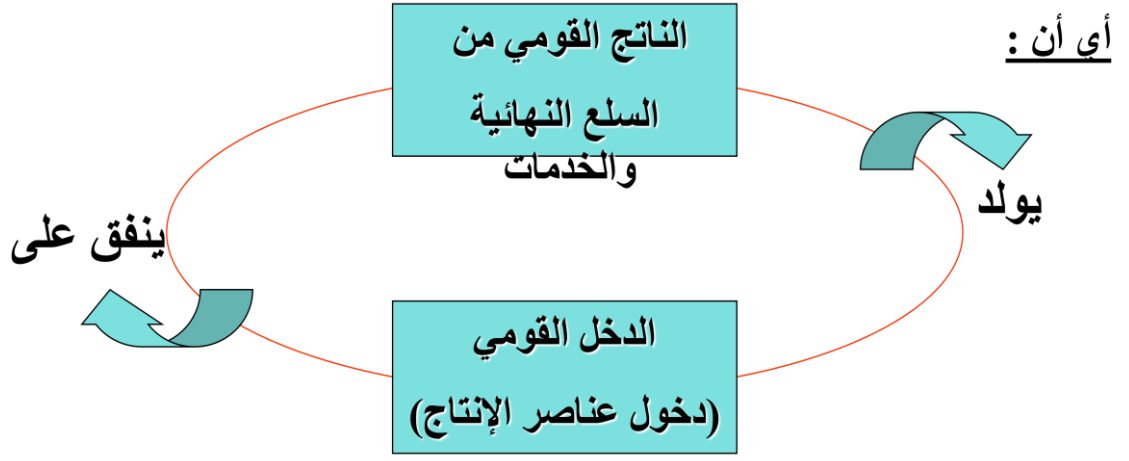 أي أن :
الناتج القومي من
السلع النهائية
والخدمات
يولد
ينفق على
الدخل القومي
(دخول عناصر الإنتاج)